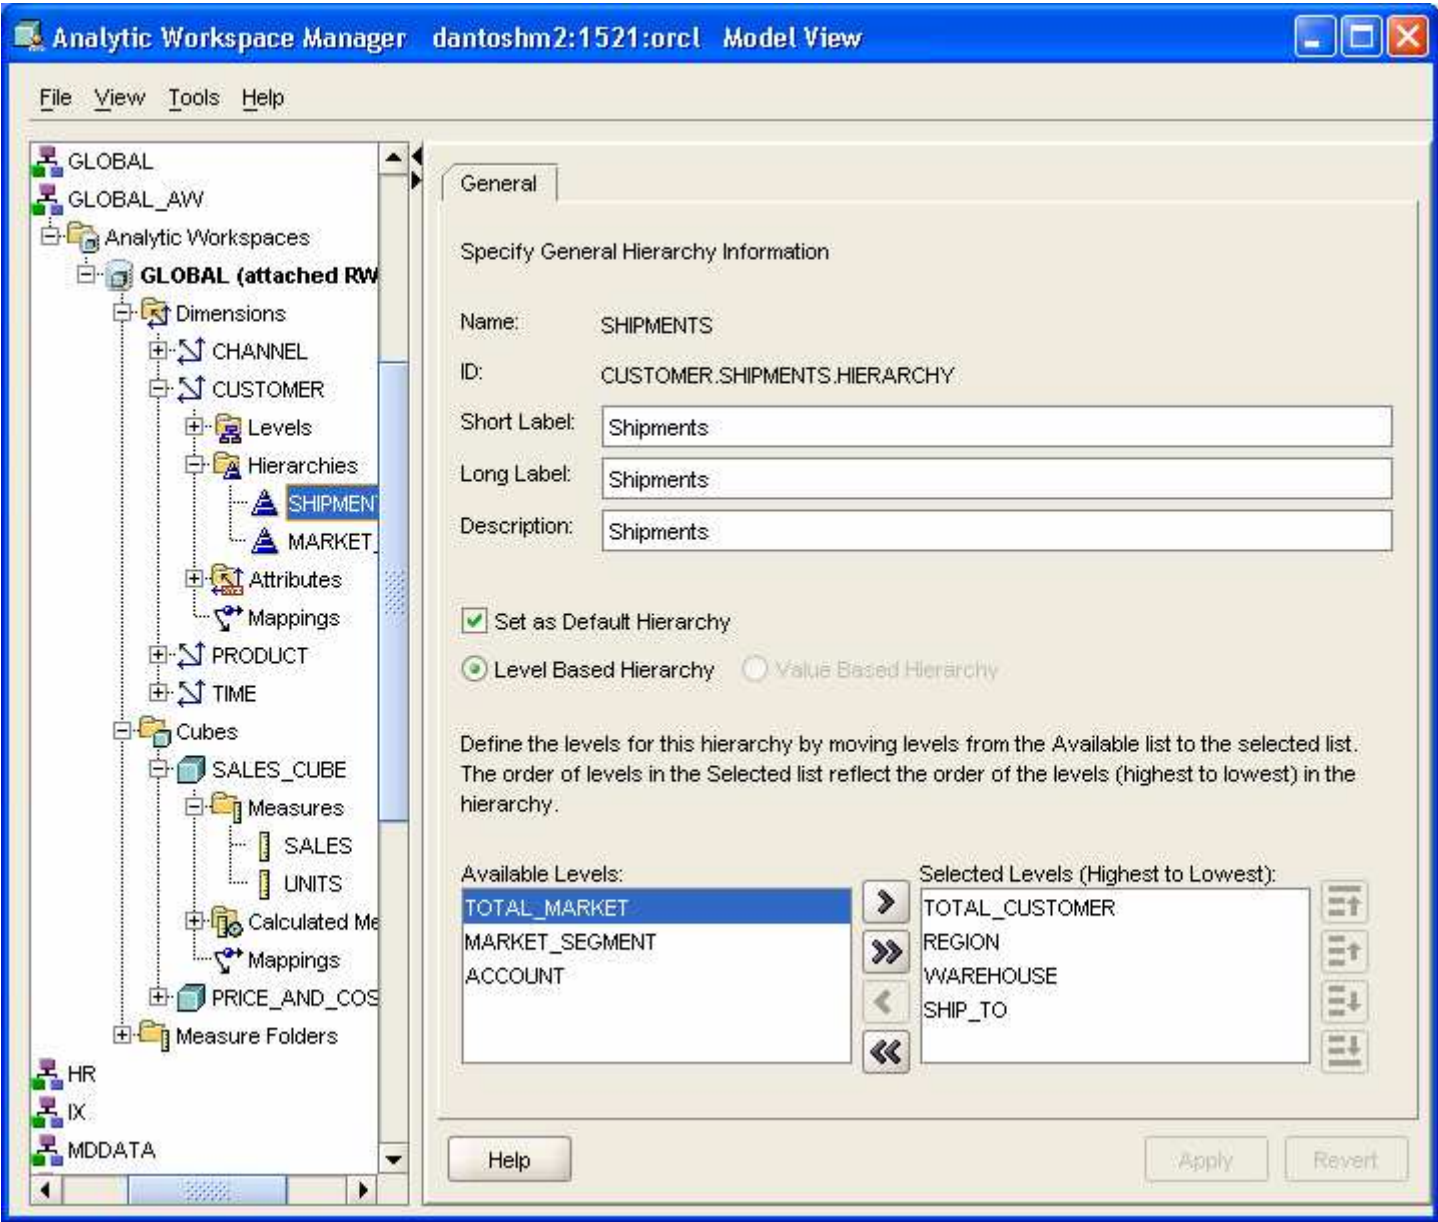 Analytic Workspace Manager dantoshm2:1521:orcl Model View
File View Tools Help
GLOBAL
GLOBAL_AW
Analytic Workspaces
GLOBAL (attached RW
Dimensions
CHANNEL
CUSTOMER
Levels
Hierarchies
SHIPMEN
MARKET_
Attributes
Mappings
PRODUCT
TIME
Cubes
SALES_CUBE
Measures
SALES
UNITS
Calculated Me
Mappings
PRICE_AND_COS
Measure Folders
HR
IX
MDDATA
General
Specify General Hierarchy Information
Name: SHIPMENTS
ID: CUSTOMER.SHIPMENTS.HIERARCHY
Short Label: Shipments
Long Label: Shipments
Description: Shipments
Set as Default Hierarchy
Level Based Hierarchy Value Based Hierarchy
Define the levels for this hierarchy by moving levels from the Available list to the selected list.
The order of levels in the Selected list reflect the order of the levels (highest to lowest) in the
hierarchy.
Available Levels:
TOTAL_MARKET
MARKET_SEGMENT
ACCOUNT
Selected Levels (Highest to Lowest):
TOTAL_CUSTOMER
REGION
WAREHOUSE
SHIP_TO
Help Apply Revert